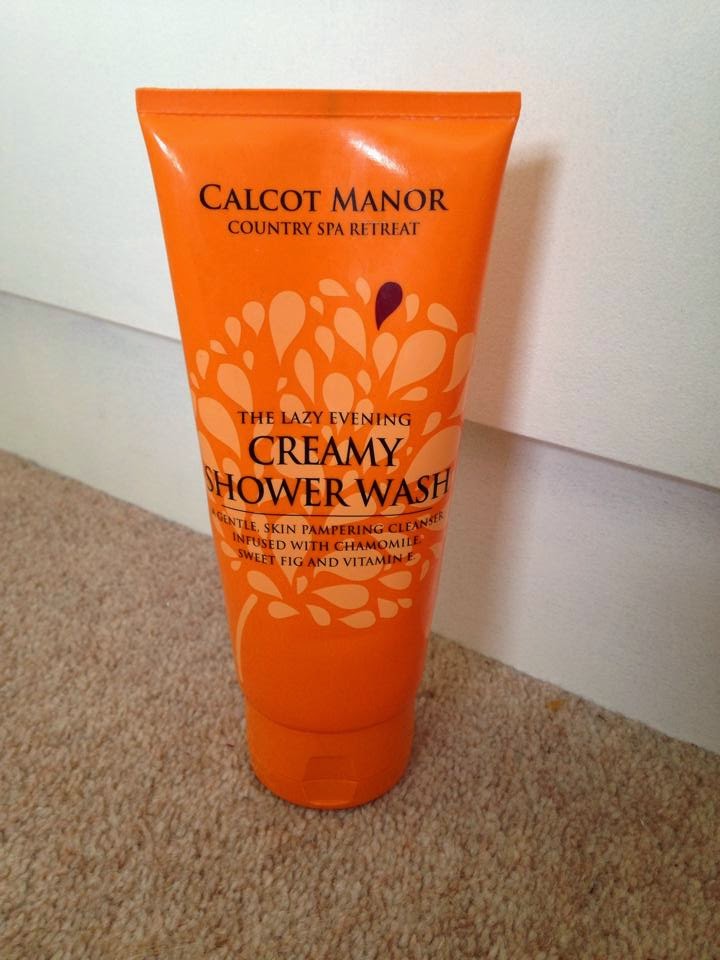 CALCOT MANOR
COUNTRY SPA RETREAT
THE LAZY EVENING
CREAMY
SHOWER WASH
A GENTLE, SKIN PAMPERING CLEANSER
INFUSED WITH CHAMOMILE,
SWEET FIG AND VITAMIN E.